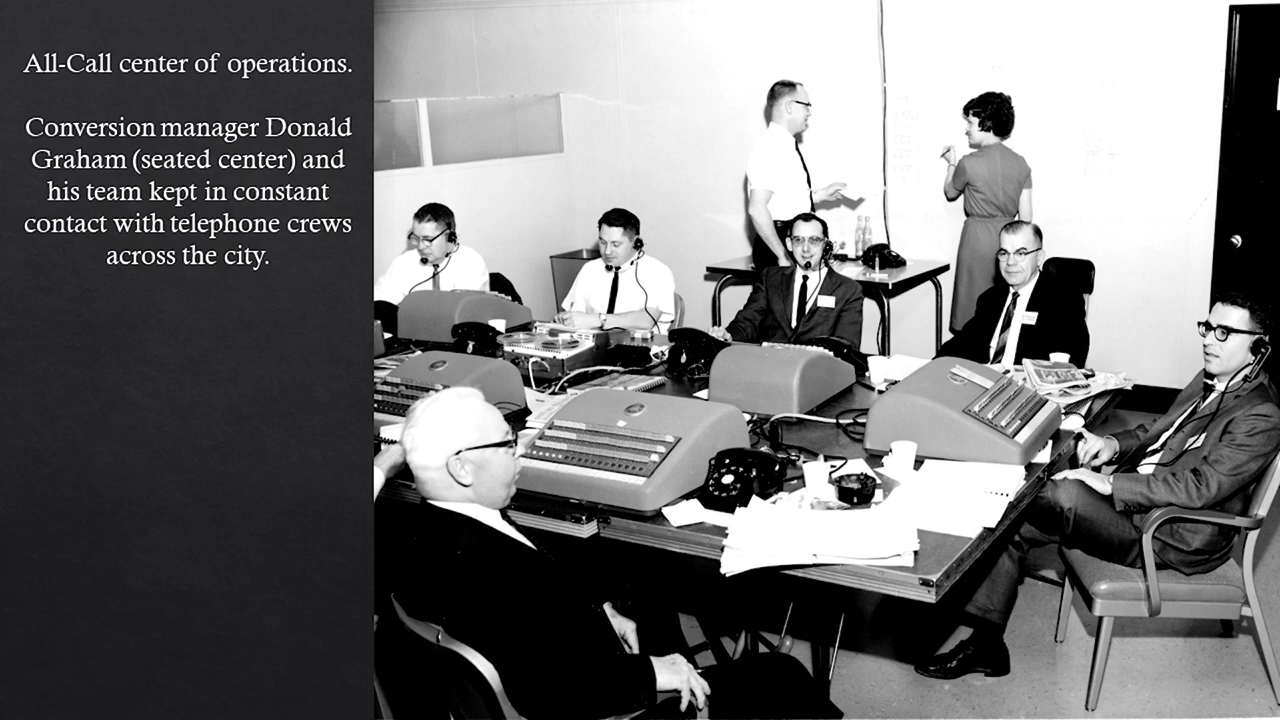 All-Call center of operations.
Conversion manager Donald
Graham (seated center) and
his team kept in constant
contact with telephone crews
across the city.